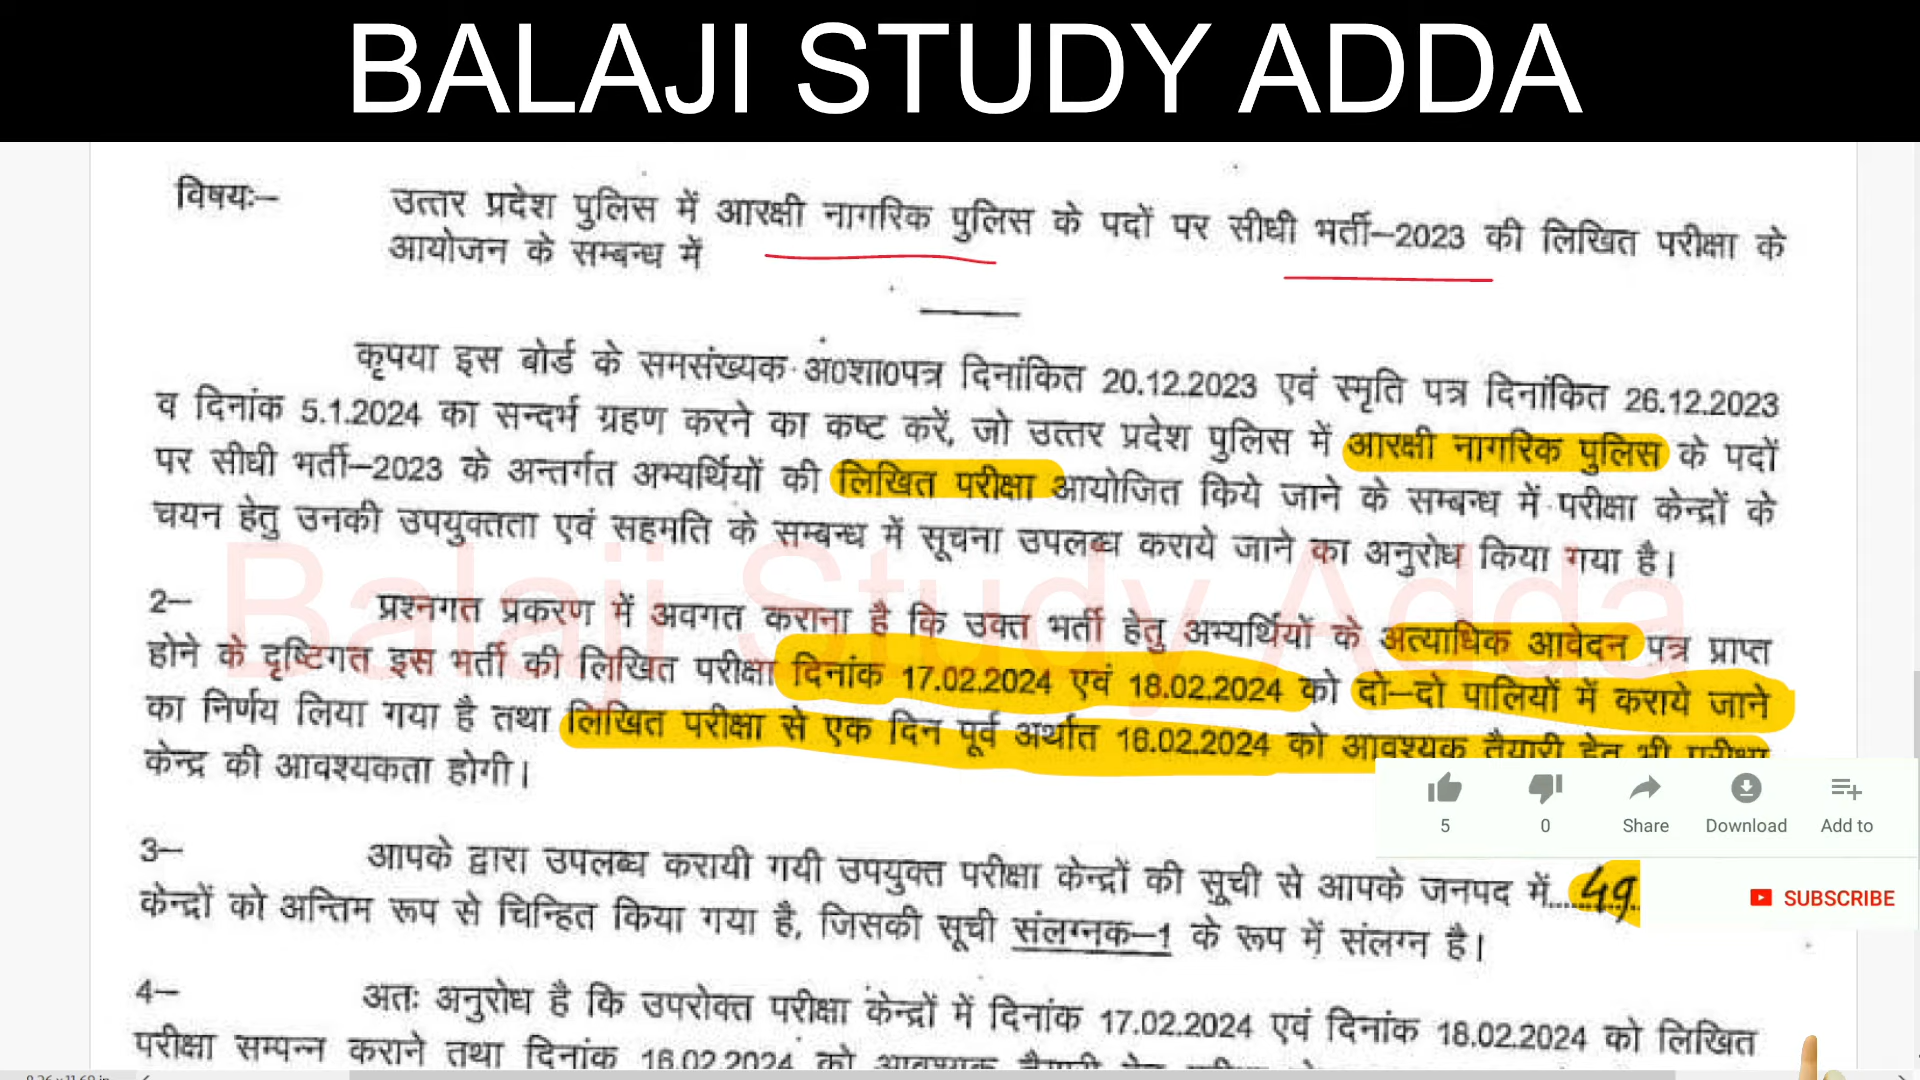 BALAJI STUDY ADDA
विषयः– उत्तर प्रदेश पुलिस में आरक्षी नागरिक पुलिस के पदों पर सीधी भर्ती–2023 की लिखित परीक्षा के
आयोजन के सम्बन्ध में
कृपया इस बोर्ड के समसंख्यक अ०शा०पत्र दिनांकित 20.12.2023 एवं स्मृति पत्र दिनांकित 26.12.2023
व दिनांक 5.1.2024 का सन्दर्भ ग्रहण करने का कष्ट करें, जो उत्तर प्रदेश पुलिस में आरक्षी नागरिक पुलिस के पदों
पर सीधी भर्ती–2023 के अन्तर्गत अभ्यर्थियों की लिखित परीक्षा आयोजित किये जाने के सम्बन्ध में परीक्षा केन्द्रों के
चयन हेतु उनकी उपयुक्तता एवं सहमति के सम्बन्ध में सूचना उपलब्ध कराये जाने का अनुरोध किया गया है।
Balaji Study Adda
2– प्रश्नगत प्रकरण में अवगत कराना है कि उक्त भर्ती हेतु अभ्यर्थियों के अत्याधिक आवेदन पत्र प्राप्त
होने के दृष्टिगत इस भर्ती की लिखित परीक्षा दिनांक 17.02.2024 एवं 18.02.2024 को दो–दो पालियों में कराये जाने
का निर्णय लिया गया है तथा लिखित परीक्षा से एक दिन पूर्व अर्थात 16.02.2024 को आवश्यक तैयारी हेतु भी परीक्षा
केन्द्र की आवश्यकता होगी।
5 0 Share Download Add to
3– आपके द्वारा उपलब्ध करायी गयी उपयुक्त परीक्षा केन्द्रों की सूची से आपके जनपद में....49..
SUBSCRIBE
केन्द्रों को अन्तिम रूप से चिन्हित किया गया है, जिसकी सूची संलग्नक–1 के रूप में संलग्न है।
4– अतः अनुरोध है कि उपरोक्त परीक्षा केन्द्रों में दिनांक 17.02.2024 एवं दिनांक 18.02.2024 को लिखित
परीक्षा सम्पन्न कराने तथा दिनांक 16.02.2024 को आवश्यक